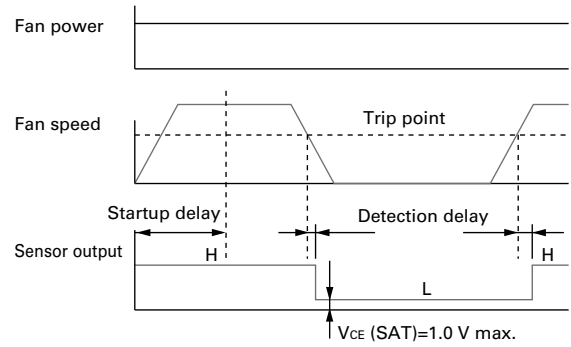 Fan power
Fan speed
Trip point
Startup delay
Detection delay
Sensor output
H
H
L
VCE (SAT)=1.0 V max.